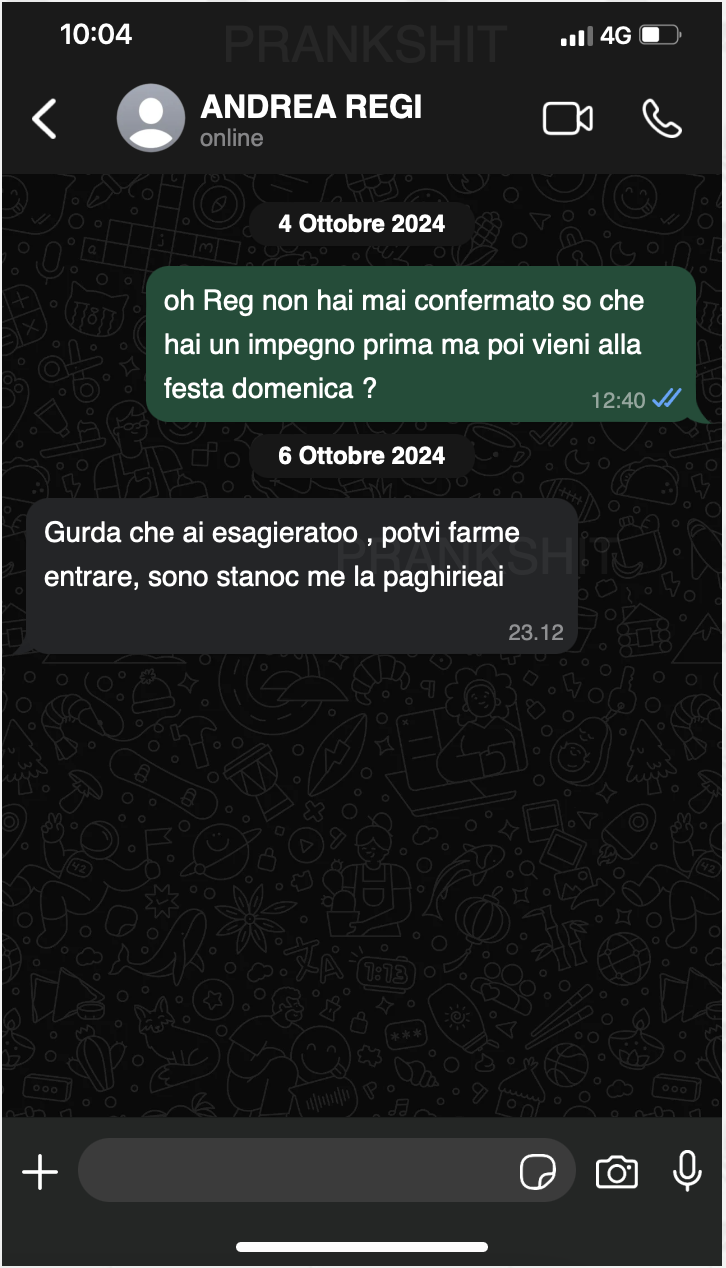 10:04
PRANKSHIT
4G
ANDREA REGI
online
4 Ottobre 2024
oh Reg non hai mai confermato so che
hai un impegno prima ma poi vieni alla
festa domenica ?
12:40
6 Ottobre 2024
Gurda che ai esagieratoo , potvi farme
PRANKSHIT
entrare, sono stanoc me la paghirieai
23.12